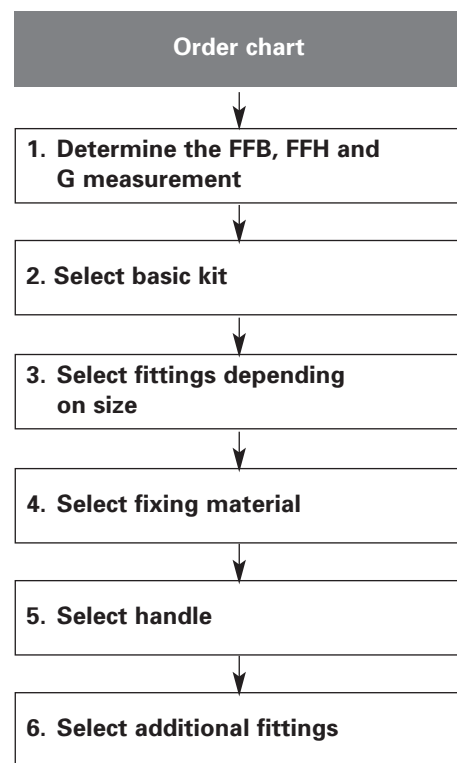 Order chart
1. Determine the FFB, FFH and
G measurement
2. Select basic kit
3. Select fittings depending
on size
4. Select fixing material
5. Select handle
6. Select additional fittings